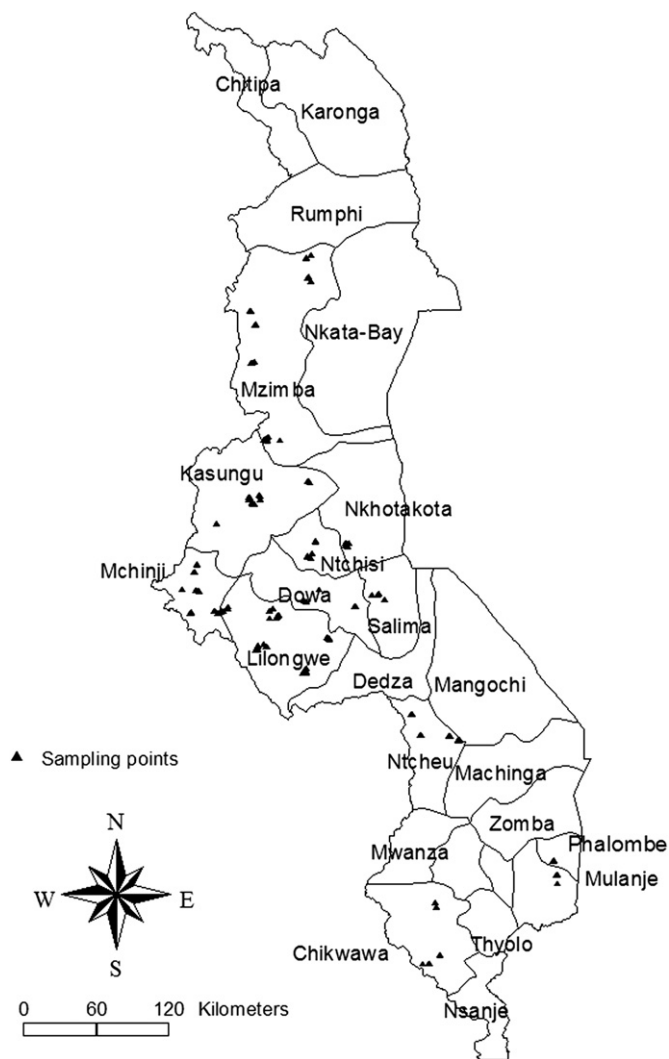 Chitipa
Karonga
Rumphi
Nkata-Bay
Mzimba
Kasungu
Nkhotakota
Ntchisi
Mchinji
Dowa
Salima
Lilongwe
Dedza
Mangochi
Sampling points
Ntcheu
Machinga
Zomba
N
Phalombe
Mwanza
Mulanje
W
E
S
Thyolo
Chikwawa
0 60 120 Kilometers
Nsanje